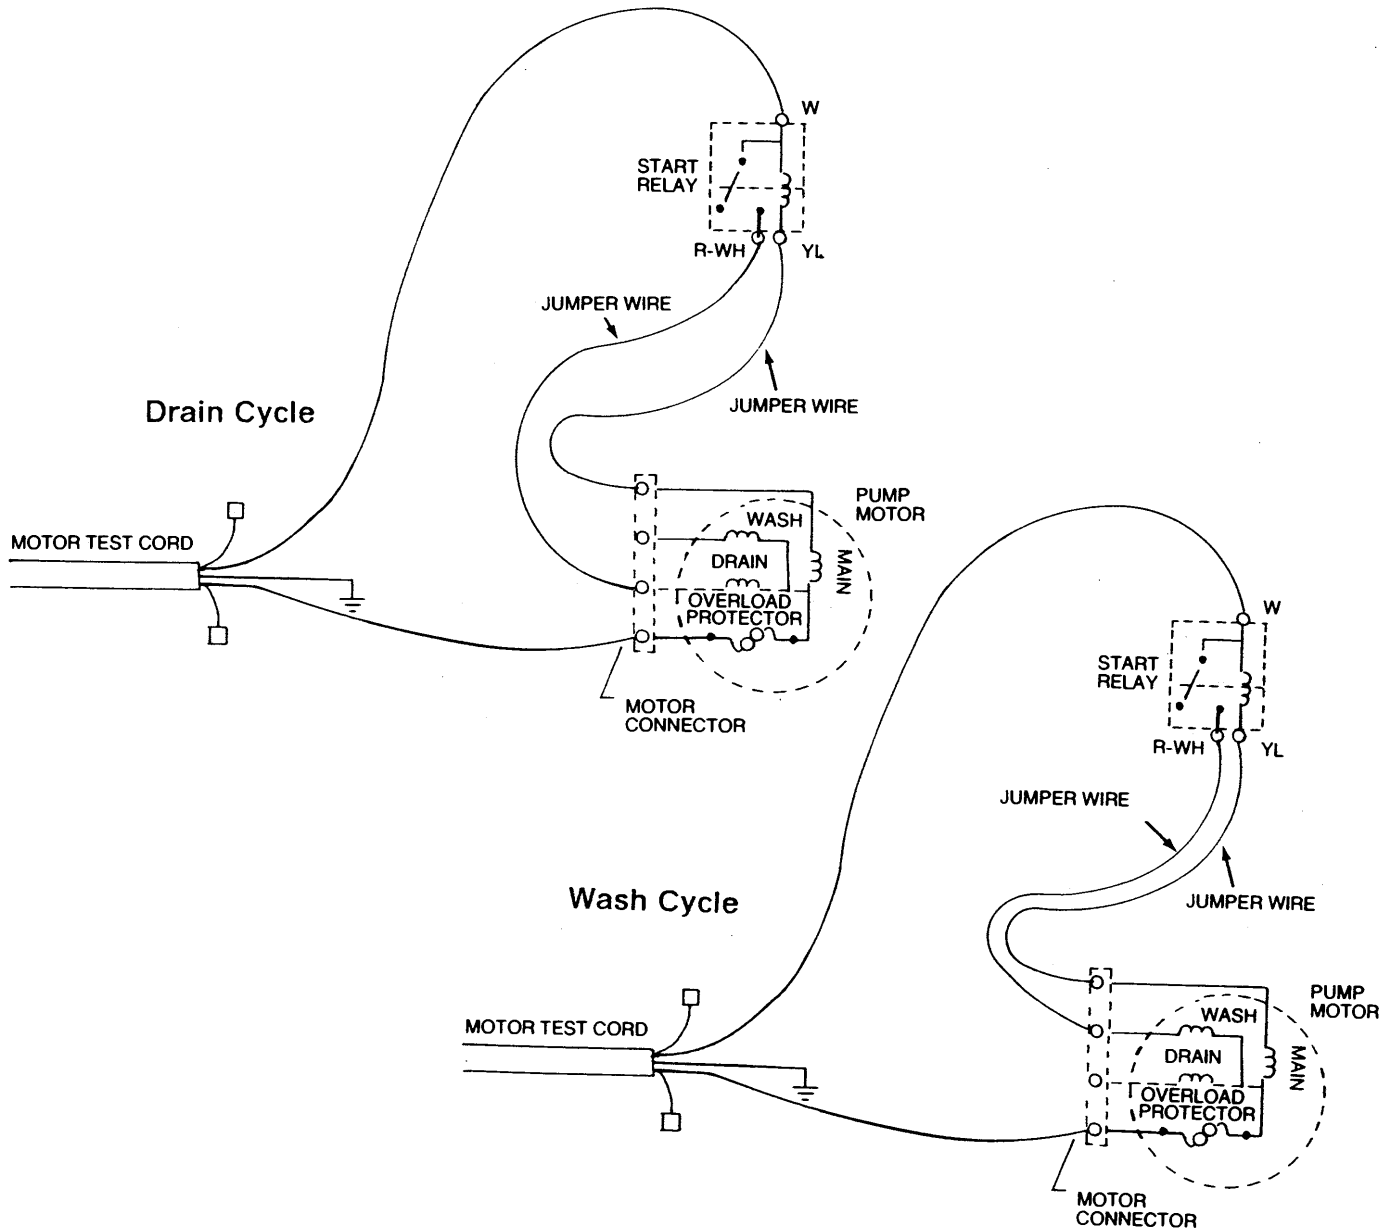 W
START
RELAY
R-WH
YL
JUMPER WIRE
JUMPER WIRE
Drain Cycle
PUMP
MOTOR
WASH
MOTOR TEST CORD
DRAIN
MAIN
OVERLOAD
PROTECTOR
MOTOR
CONNECTOR
W
START
RELAY
R-WH
YL
JUMPER WIRE
JUMPER WIRE
Wash Cycle
PUMP
MOTOR
WASH
MOTOR TEST CORD
DRAIN
MAIN
OVERLOAD
PROTECTOR
MOTOR
CONNECTOR